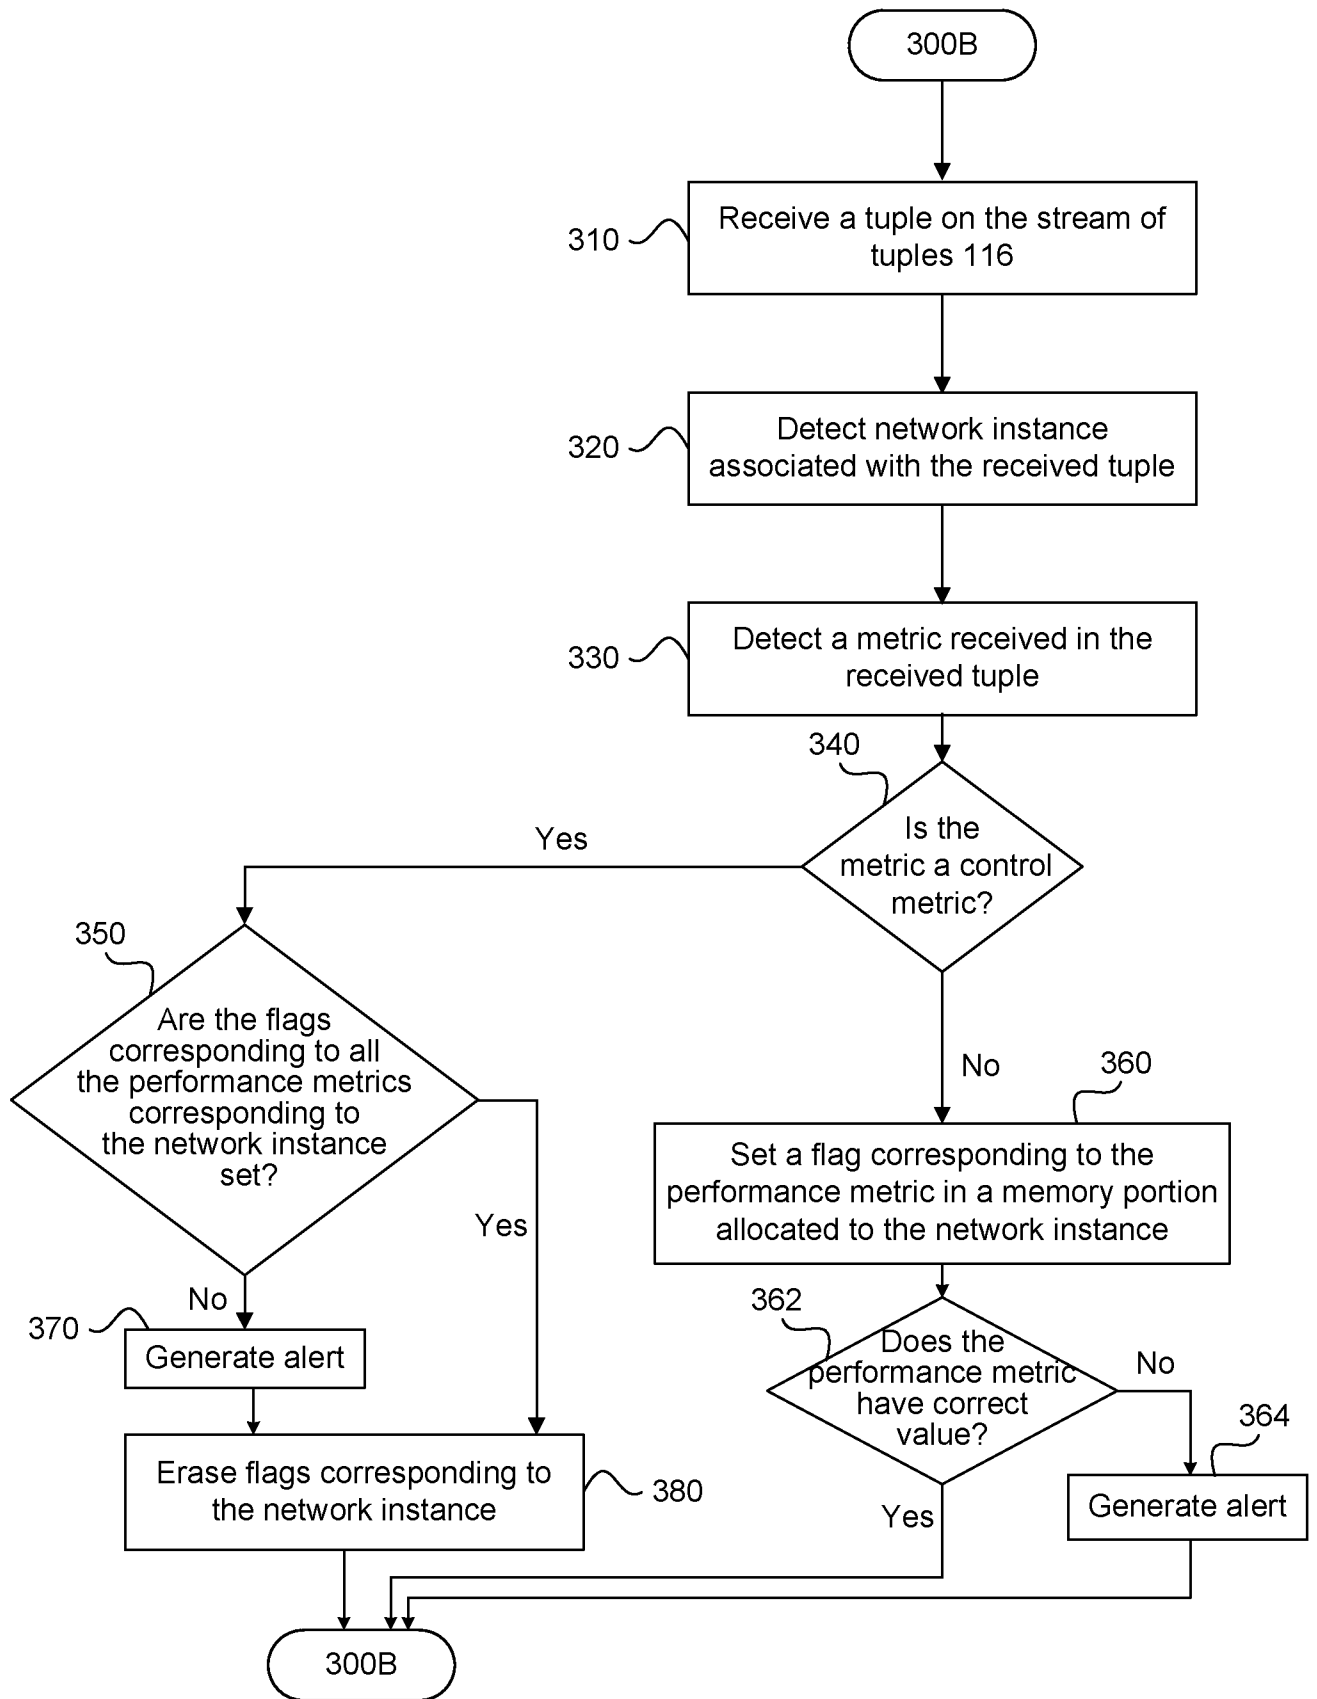 300B
310
Receive a tuple on the stream of
tuples 116
320
Detect network instance
associated with the received tuple
330
Detect a metric received in the
received tuple
340
Is the
metric a control
metric?
Yes
350
Are the flags
corresponding to all
the performance metrics
corresponding to
the network instance
set?
No
360
Set a flag corresponding to the
performance metric in a memory portion
allocated to the network instance
Yes
No
370
Generate alert
362
Does the
performance metric
have correct
value?
No
364
Generate alert
Yes
Erase flags corresponding to
the network instance
380
300B